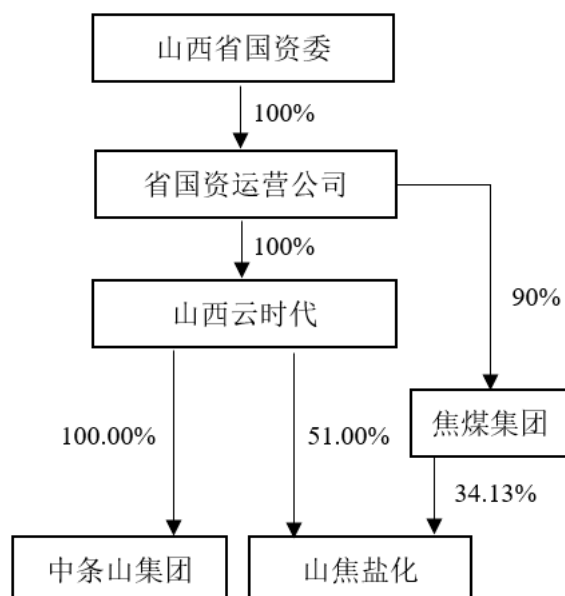 山西省国资委
100%
省国资运营公司
100%
山西云时代
90%
焦煤集团
100.00%
51.00%
34.13%
中条山集团
山焦盐化